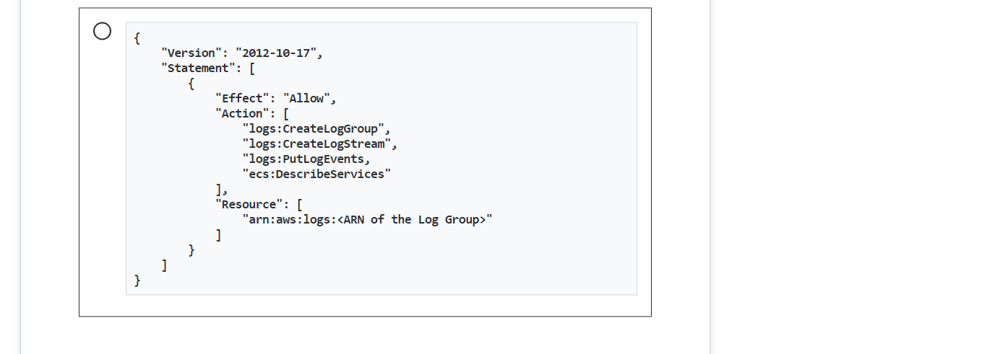 {
    "Version": "2012-10-17",
    "Statement": [
        {
            "Effect": "Allow",
            "Action": [
                "logs:CreateLogGroup",
                "logs:CreateLogStream",
                "logs:PutLogEvents,
                "ecs:DescribeServices"
            ],
            "Resource": [
                "arn:aws:logs:<ARN of the Log Group>"
            ]
        }
    ]
}